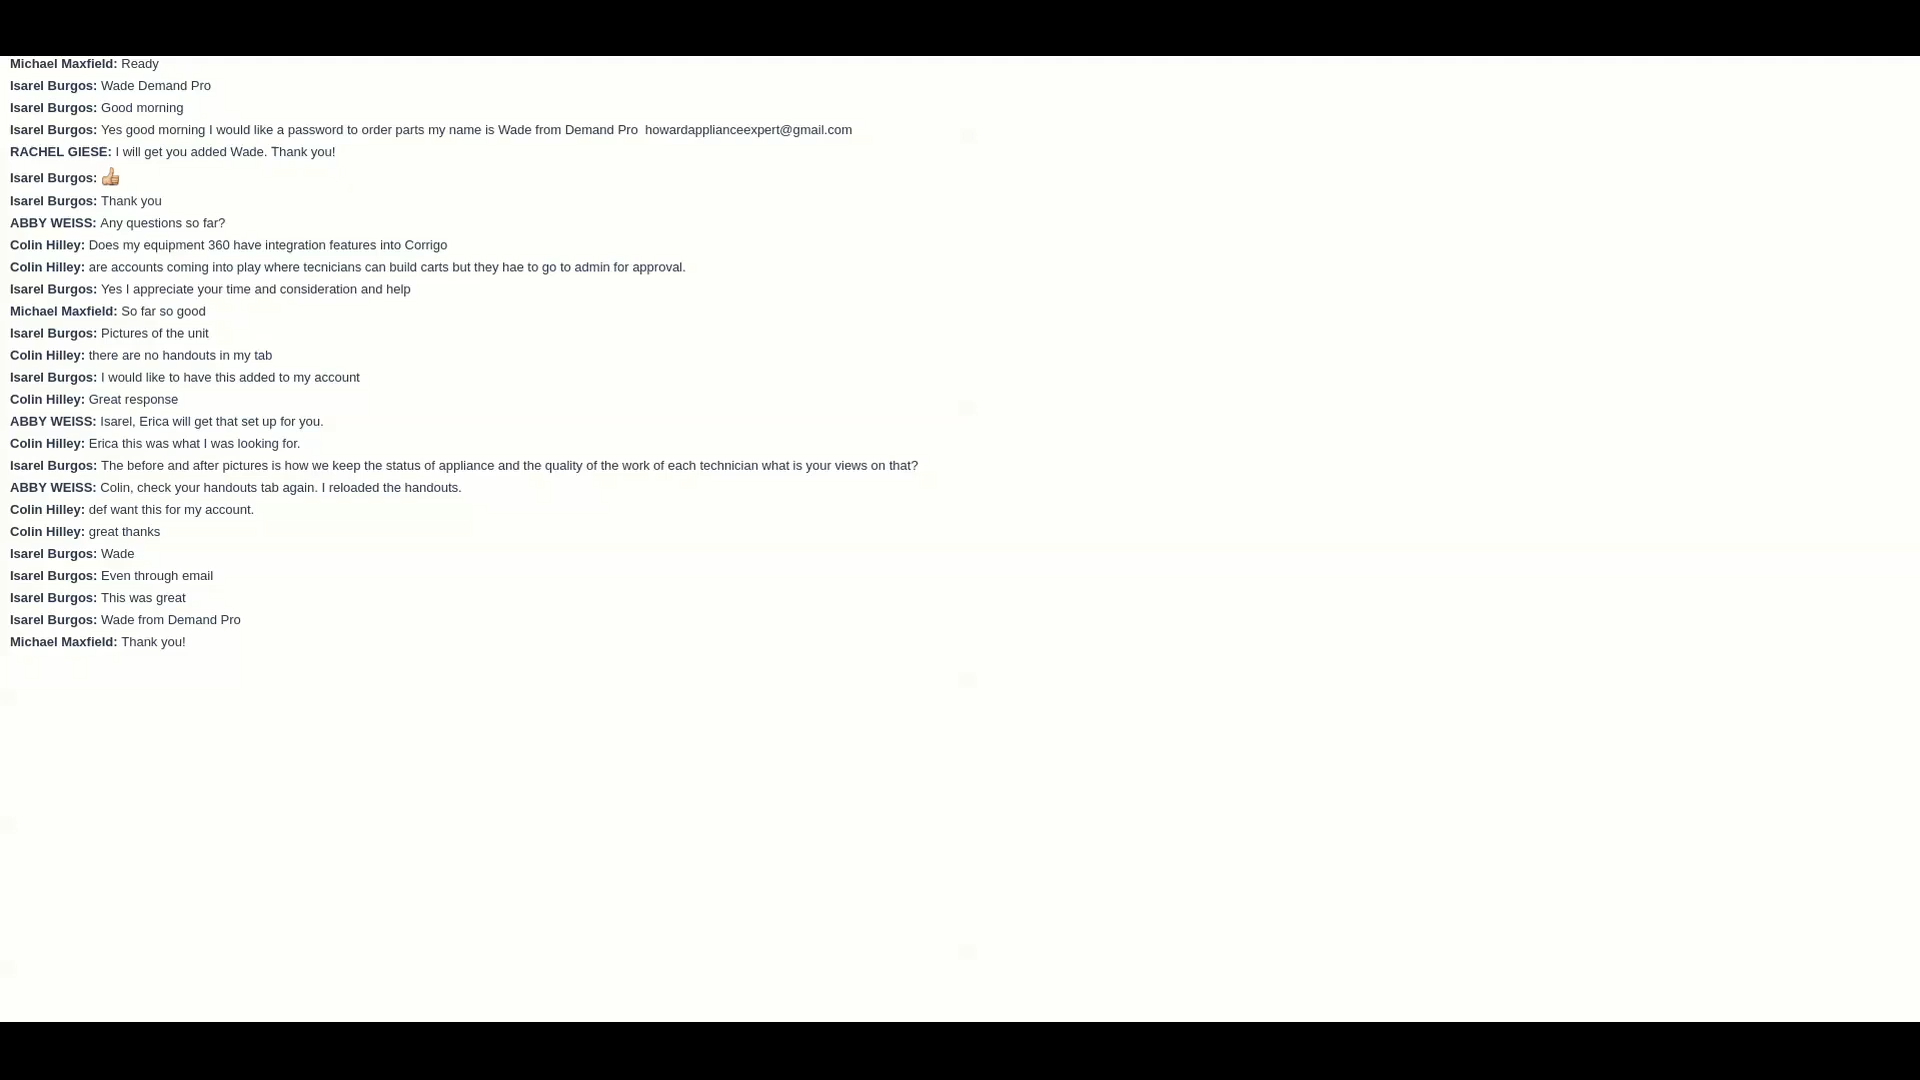 Michael Maxfield: Ready
Isarel Burgos: Wade Demand Pro
Isarel Burgos: Good morning
Isarel Burgos: Yes good morning I would like a password to order parts my name is Wade from Demand Pro  howardapplianceexpert@gmail.com
RACHEL GIESE: I will get you added Wade. Thank you!
Isarel Burgos: 👍🏼
Isarel Burgos: Thank you
ABBY WEISS: Any questions so far?
Colin Hilley: Does my equipment 360 have integration features into Corrigo
Colin Hilley: are accounts coming into play where tecnicians can build carts but they hae to go to admin for approval.
Isarel Burgos: Yes I appreciate your time and consideration and help
Michael Maxfield: So far so good
Isarel Burgos: Pictures of the unit
Colin Hilley: there are no handouts in my tab
Isarel Burgos: I would like to have this added to my account
Colin Hilley: Great response
ABBY WEISS: Isarel, Erica will get that set up for you.
Colin Hilley: Erica this was what I was looking for.
Isarel Burgos: The before and after pictures is how we keep the status of appliance and the quality of the work of each technician what is your views on that?
ABBY WEISS: Colin, check your handouts tab again. I reloaded the handouts.
Colin Hilley: def want this for my account.
Colin Hilley: great thanks
Isarel Burgos: Wade
Isarel Burgos: Even through email
Isarel Burgos: This was great
Isarel Burgos: Wade from Demand Pro
Michael Maxfield: Thank you!